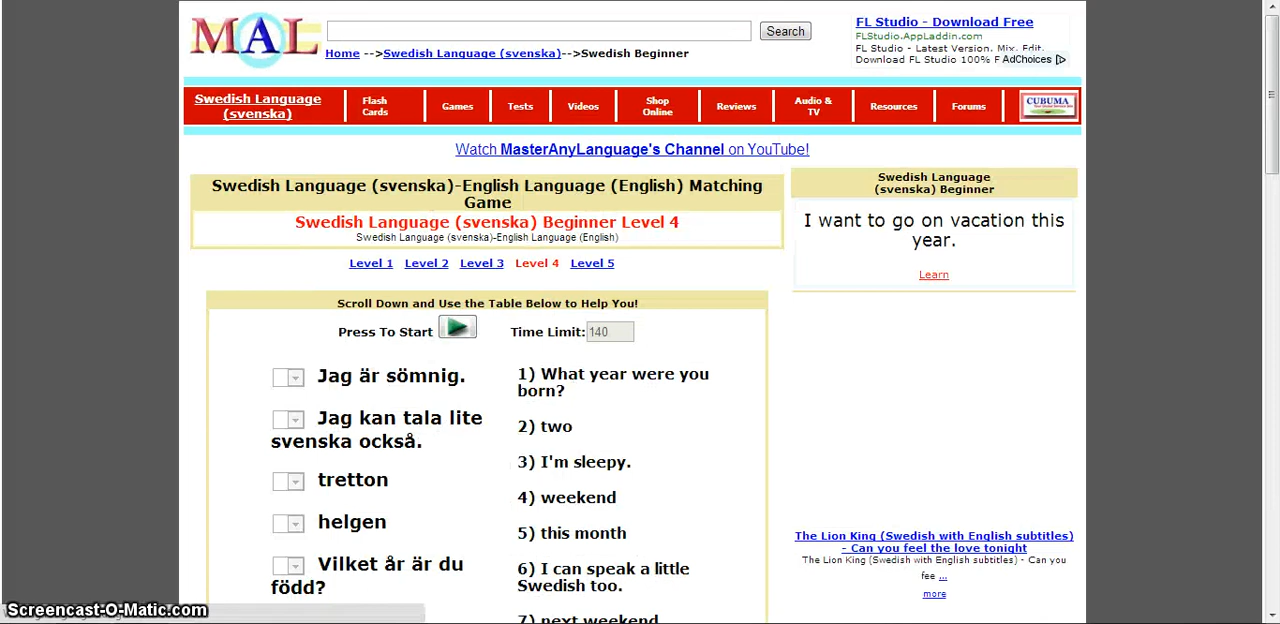 MAL
Search
Home -->Swedish Language (svenska)-->Swedish Beginner
FL Studio - Download Free
FLStudio.AppLaddin.com
FL Studio - Latest Version. Mix, Edit.
Download FL Studio 100% F AdChoices
Swedish Language
(svenska)
Flash
Cards
Games
Tests
Videos
Shop
Online
Reviews
Audio &
TV
Resources
Forums
CUBUMA
Watch MasterAnyLanguage's Channel on YouTube!
Swedish Language (svenska)-English Language (English) Matching
Game
Swedish Language (svenska) Beginner Level 4
Swedish Language (svenska)-English Language (English)
Level 1 Level 2 Level 3 Level 4 Level 5
Swedish Language
(svenska) Beginner
I want to go on vacation this
year.
Learn
Scroll Down and Use the Table Below to Help You!
Press To Start
Time Limit: 140
Jag är sömnig.
Jag kan tala lite
svenska också.
tretton
helgen
Vilket år är du
född?
1) What year were you
born?
2) two
3) I'm sleepy.
4) weekend
5) this month
6) I can speak a little
Swedish too.
7) next weekend
The Lion King (Swedish with English subtitles)
- Can you feel the love tonight
The Lion King (Swedish with English subtitles) - Can you
fee ...
more
Screencast-O-Matic.com